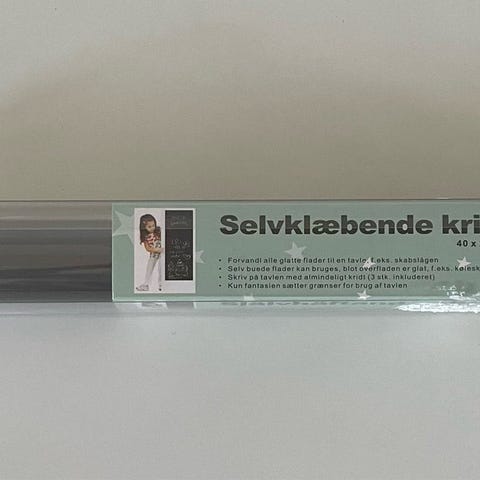 Selvklæbende kri
40 x
• Forvandl alle glatte flader til en tavle, f.eks. skabslågen
• Selv buede flader kan bruges, blot overfladen er glat, f.eks. kølesk
• Skriv på tavlen med almindeligt kridt (3 stk. inkluderet)
• Kun fantasien sætter grænser for brug af tavlen